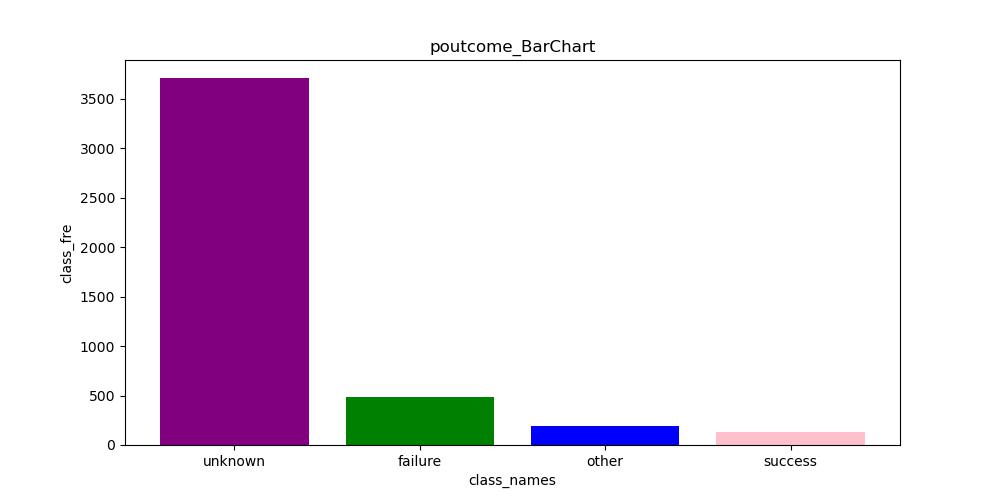 poutcome_BarChart
3500
3000
2500
2000
1500
1000
500
0
class_fre
unknown failure other success
class_names